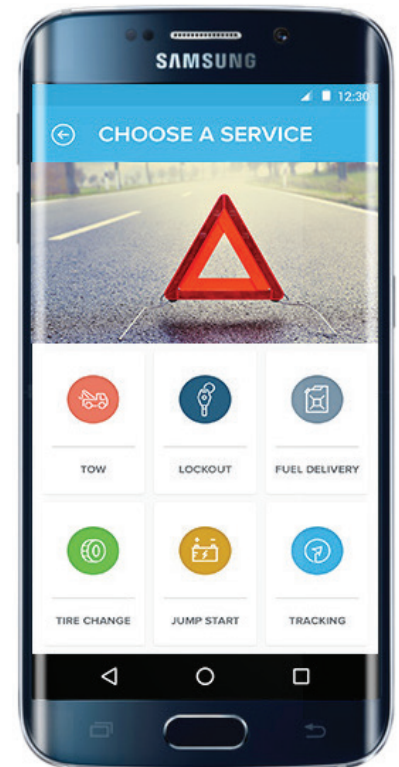 SAMSUNG
12:30
CHOOSE A SERVICE
TOW
LOCKOUT
FUEL DELIVERY
TIRE CHANGE
JUMP START
TRACKING